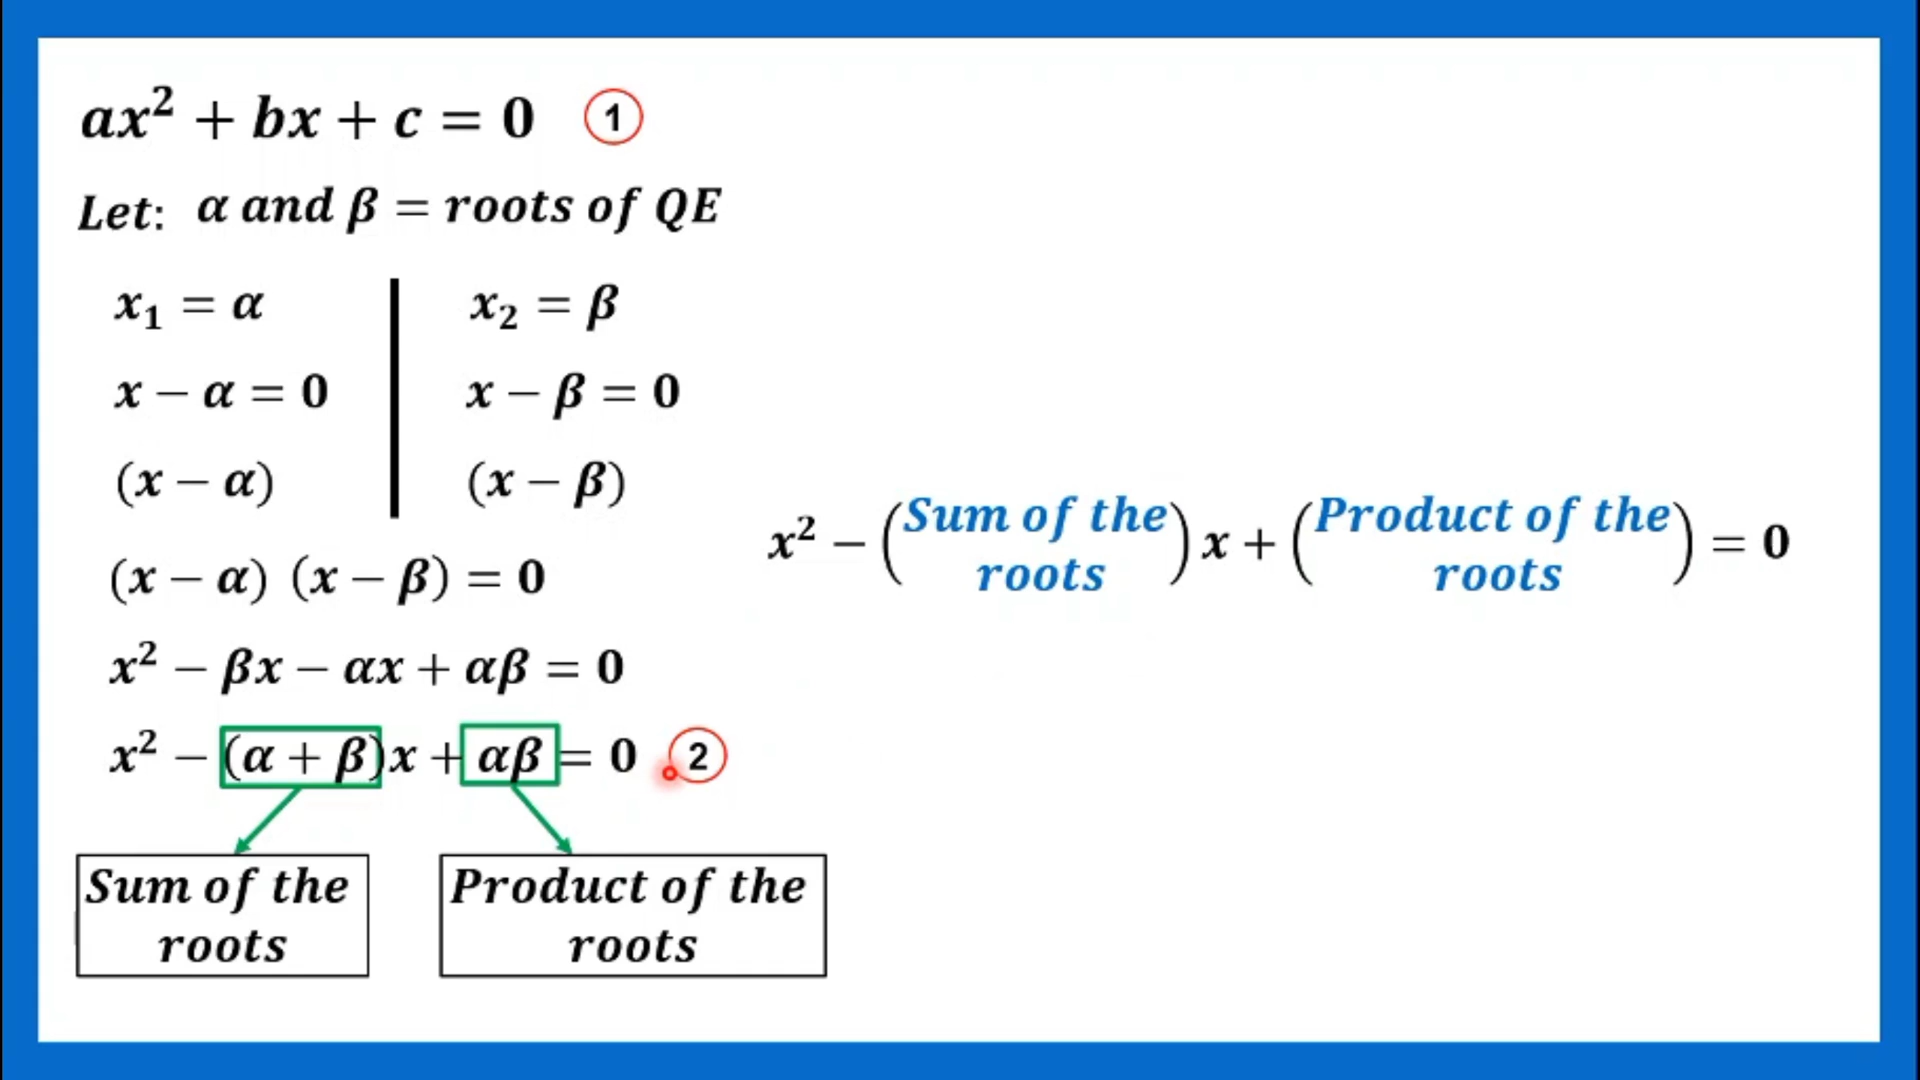 ax² + bx + c = 0 1
Let: α and β = roots of QE
x₁ = α x₂ = β
x − α = 0 x − β = 0
(x − α) (x − β)
(x − α) (x − β) = 0
x² − βx − αx + αβ = 0
x² − (α + β)x + αβ = 0 2
Sum of the
roots
Product of the
roots
x² − (Sum of the roots) x + (Product of the roots) = 0